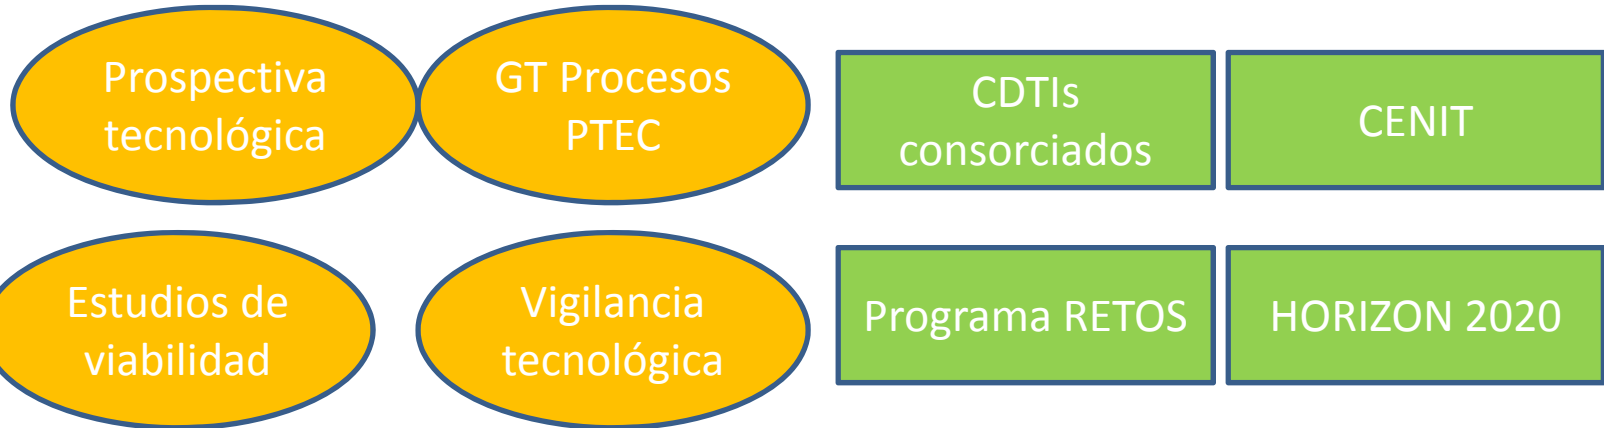 Prospectiva
tecnológica
GT Procesos
PTEC
CDTIs
consorciados
CENIT
Estudios de
viabilidad
Vigilancia
tecnológica
Programa RETOS
HORIZON 2020